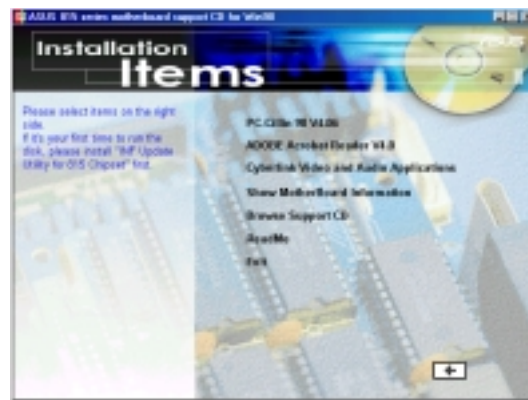 ASUS 815 series motherboard support CD for Win98
Installation
Items
ASUS
Please select items on the right
side.
If it's your first time to run the
disk, please install "INF Update
Utility for 815 Chipset" first.
PC-Cillin 98 V4.06
ADOBE Acrobat Reader V4.0
Cyberlink Video and Audio Applications
Show MotherBoard Information
Browse Support CD
ReadMe
Exit